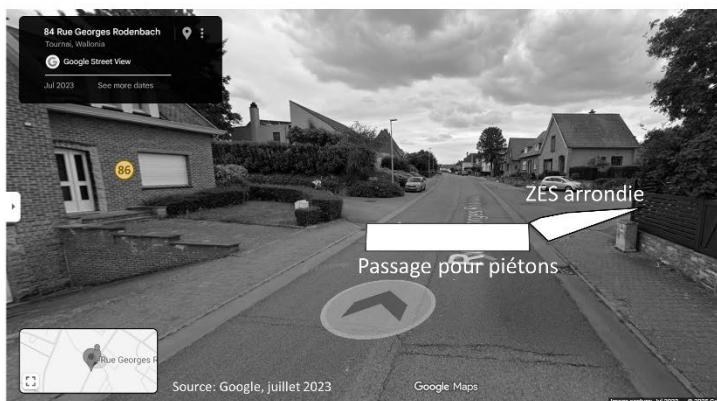 84 Rue Georges Rodenbach
Tournai, Wallonia
Google Street View
Jul 2023 See more dates
86
ZES arrondie
Passage pour piétons
Rue Georges R
Source: Google, juillet 2023
Google Maps